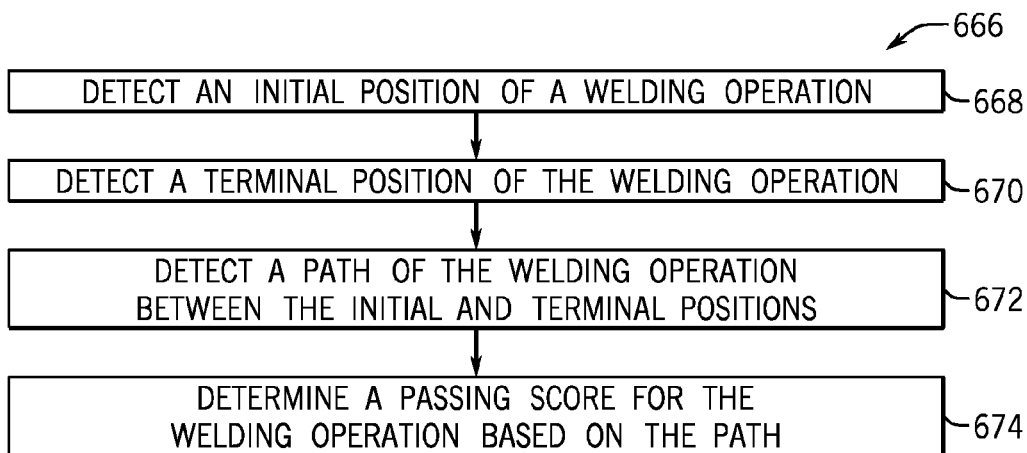 666
DETECT AN INITIAL POSITION OF A WELDING OPERATION
668
DETECT A TERMINAL POSITION OF THE WELDING OPERATION
670
DETECT A PATH OF THE WELDING OPERATION
BETWEEN THE INITIAL AND TERMINAL POSITIONS
672
DETERMINE A PASSING SCORE FOR THE
WELDING OPERATION BASED ON THE PATH
674